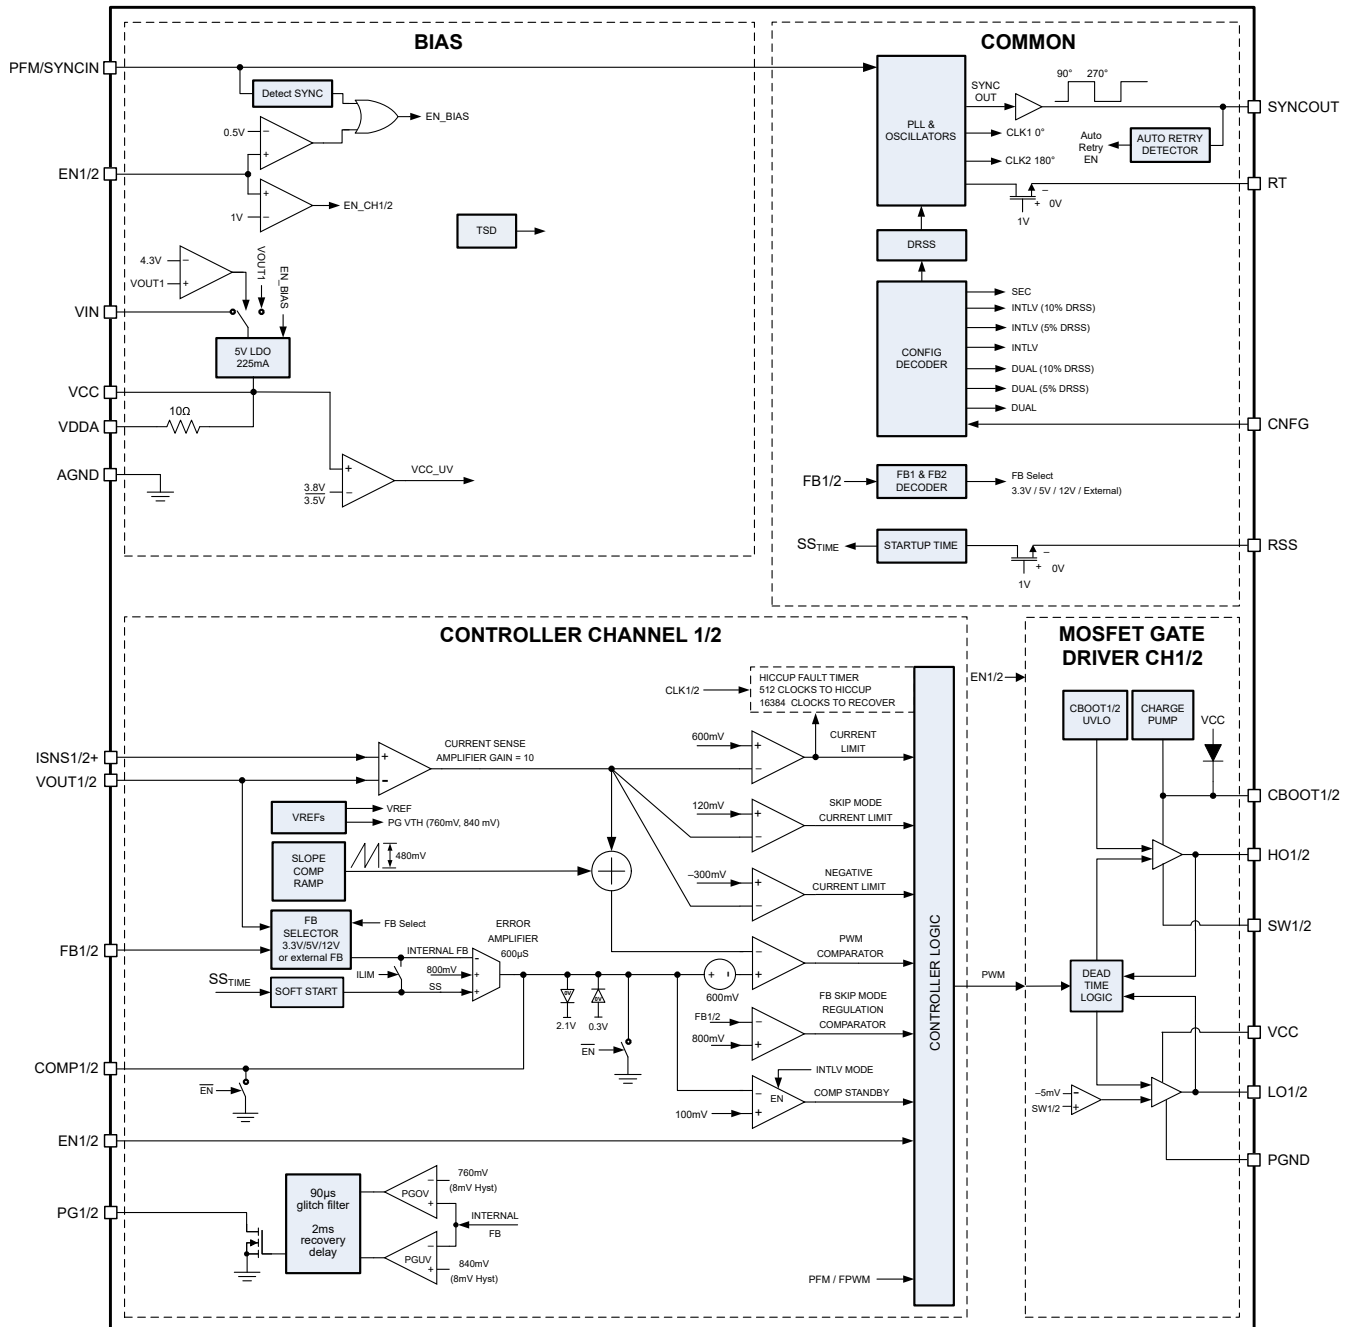 BIAS
PFM/SYNCIN
Detect SYNC
EN_BIAS
0.5V
−
+
EN1/2
+
1V
−
EN_CH1/2
TSD
4.3V
−
VOUT1
+
VOUT1
EN_BIAS
VIN
5V LDO
225mA
VCC
10Ω
VDDA
AGND
+
VCC_UV
3.8V
3.5V
−
COMMON
PLL &
OSCILLATORS
SYNC
OUT
90°
270°
SYNCOUT
CLK1 0°
Auto
Retry
EN
AUTO RETRY
DETECTOR
CLK2 180°
RT
−
+
0V
1V
DRSS
CONFIG
DECODER
SEC
INTLV (10% DRSS)
INTLV (5% DRSS)
INTLV
DUAL (10% DRSS)
DUAL (5% DRSS)
DUAL
CNFG
FB1/2
FB1 & FB2
DECODER
FB Select
3.3V / 5V / 12V / External)
SSTIME
STARTUP TIME
−
+
0V
1V
RSS
CONTROLLER CHANNEL 1/2
CLK1/2
HICCUP FAULT TIMER
512 CLOCKS TO HICCUP
16384 CLOCKS TO RECOVER
ISNS1/2+
VOUT1/2
+
-
CURRENT SENSE
AMPLIFIER GAIN = 10
600mV
+
−
CURRENT
LIMIT
VREFs
VREF
PG VTH (760mV, 840 mV)
120mV
+
−
SKIP MODE
CURRENT LIMIT
SLOPE
COMP
RAMP
480mV
–300mV
+
−
NEGATIVE
CURRENT LIMIT
FB
SELECTOR
3.3V/5V/12V
or external FB
FB Select
FB1/2
INTERNAL FB
ERROR
AMPLIFIER
600µS
-
+
+
ILIM
800mV
SS
SSTIME
SOFT START
+
−
600mV
−
+
PWM
COMPARATOR
0V
2.1V
0V
0.3V
EN
FB1/2
−
800mV
+
FB SKIP MODE
REGULATION
COMPARATOR
COMP1/2
EN
INTLV MODE
−
EN
+
100mV
COMP STANDBY
EN1/2
PG1/2
90µs
glitch filter
2ms
recovery
delay
PGOV
−
+
760mV
(8mV Hyst)
INTERNAL
FB
PGUV
−
+
840mV
(8mV Hyst)
PFM / FPWM
CONTROLLER LOGIC
MOSFET GATE
DRIVER CH1/2
EN1/2
CBOOT1/2
UVLO
CHARGE
PUMP
VCC
CBOOT1/2
HO1/2
SW1/2
PWM
DEAD
TIME
LOGIC
VCC
–5mV
−
SW1/2
+
LO1/2
PGND